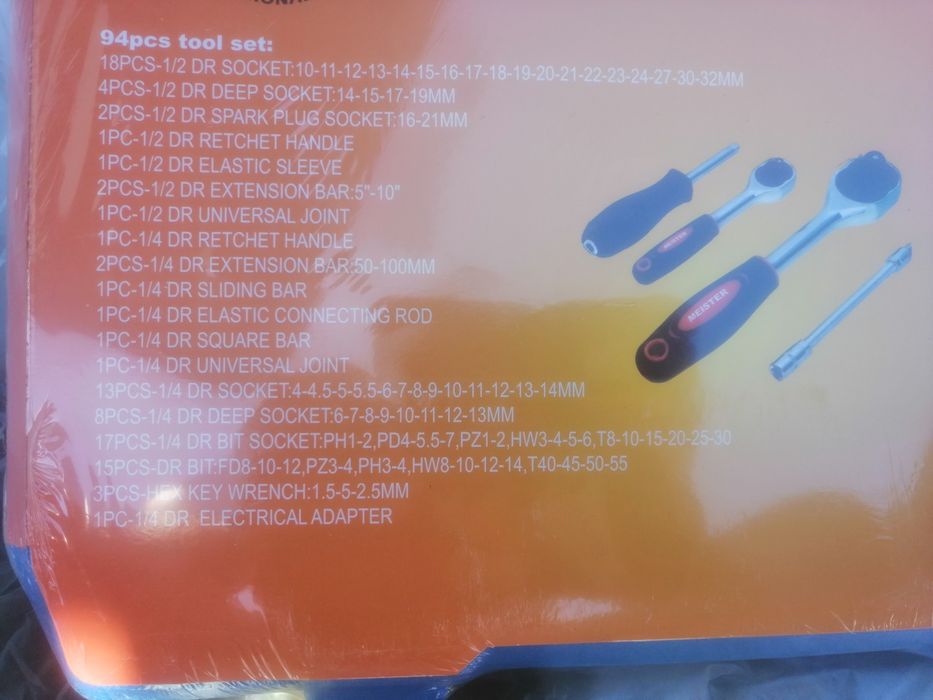 94pcs tool set:
18PCS-1/2 DR SOCKET:10-11-12-13-14-15-16-17-18-19-20-21-22-23-24-27-30-32MM
4PCS-1/2 DR DEEP SOCKET:14-15-17-19MM
2PCS-1/2 DR SPARK PLUG SOCKET:16-21MM
1PC-1/2 DR RETCHET HANDLE
1PC-1/2 DR ELASTIC SLEEVE
2PCS-1/2 DR EXTENSION BAR:5"-10"
1PC-1/2 DR UNIVERSAL JOINT
1PC-1/4 DR RETCHET HANDLE
2PCS-1/4 DR EXTENSION BAR:50-100MM
1PC-1/4 DR SLIDING BAR
1PC-1/4 DR ELASTIC CONNECTING ROD
1PC-1/4 DR SQUARE BAR
1PC-1/4 DR UNIVERSAL JOINT
13PCS-1/4 DR SOCKET:4-4.5-5-5.5-6-7-8-9-10-11-12-13-14MM
8PCS-1/4 DR DEEP SOCKET:6-7-8-9-10-11-12-13MM
17PCS-1/4 DR BIT SOCKET:PH1-2,PD4-5.5-7,PZ1-2,HW3-4-5-6,T8-10-15-20-25-30
15PCS-DR BIT:FD8-10-12,PZ3-4,PH3-4,HW8-10-12-14,T40-45-50-55
3PCS-HEX KEY WRENCH:1.5-5-2.5MM
1PC-1/4 DR ELECTRICAL ADAPTER
MEISTER
MEISTER